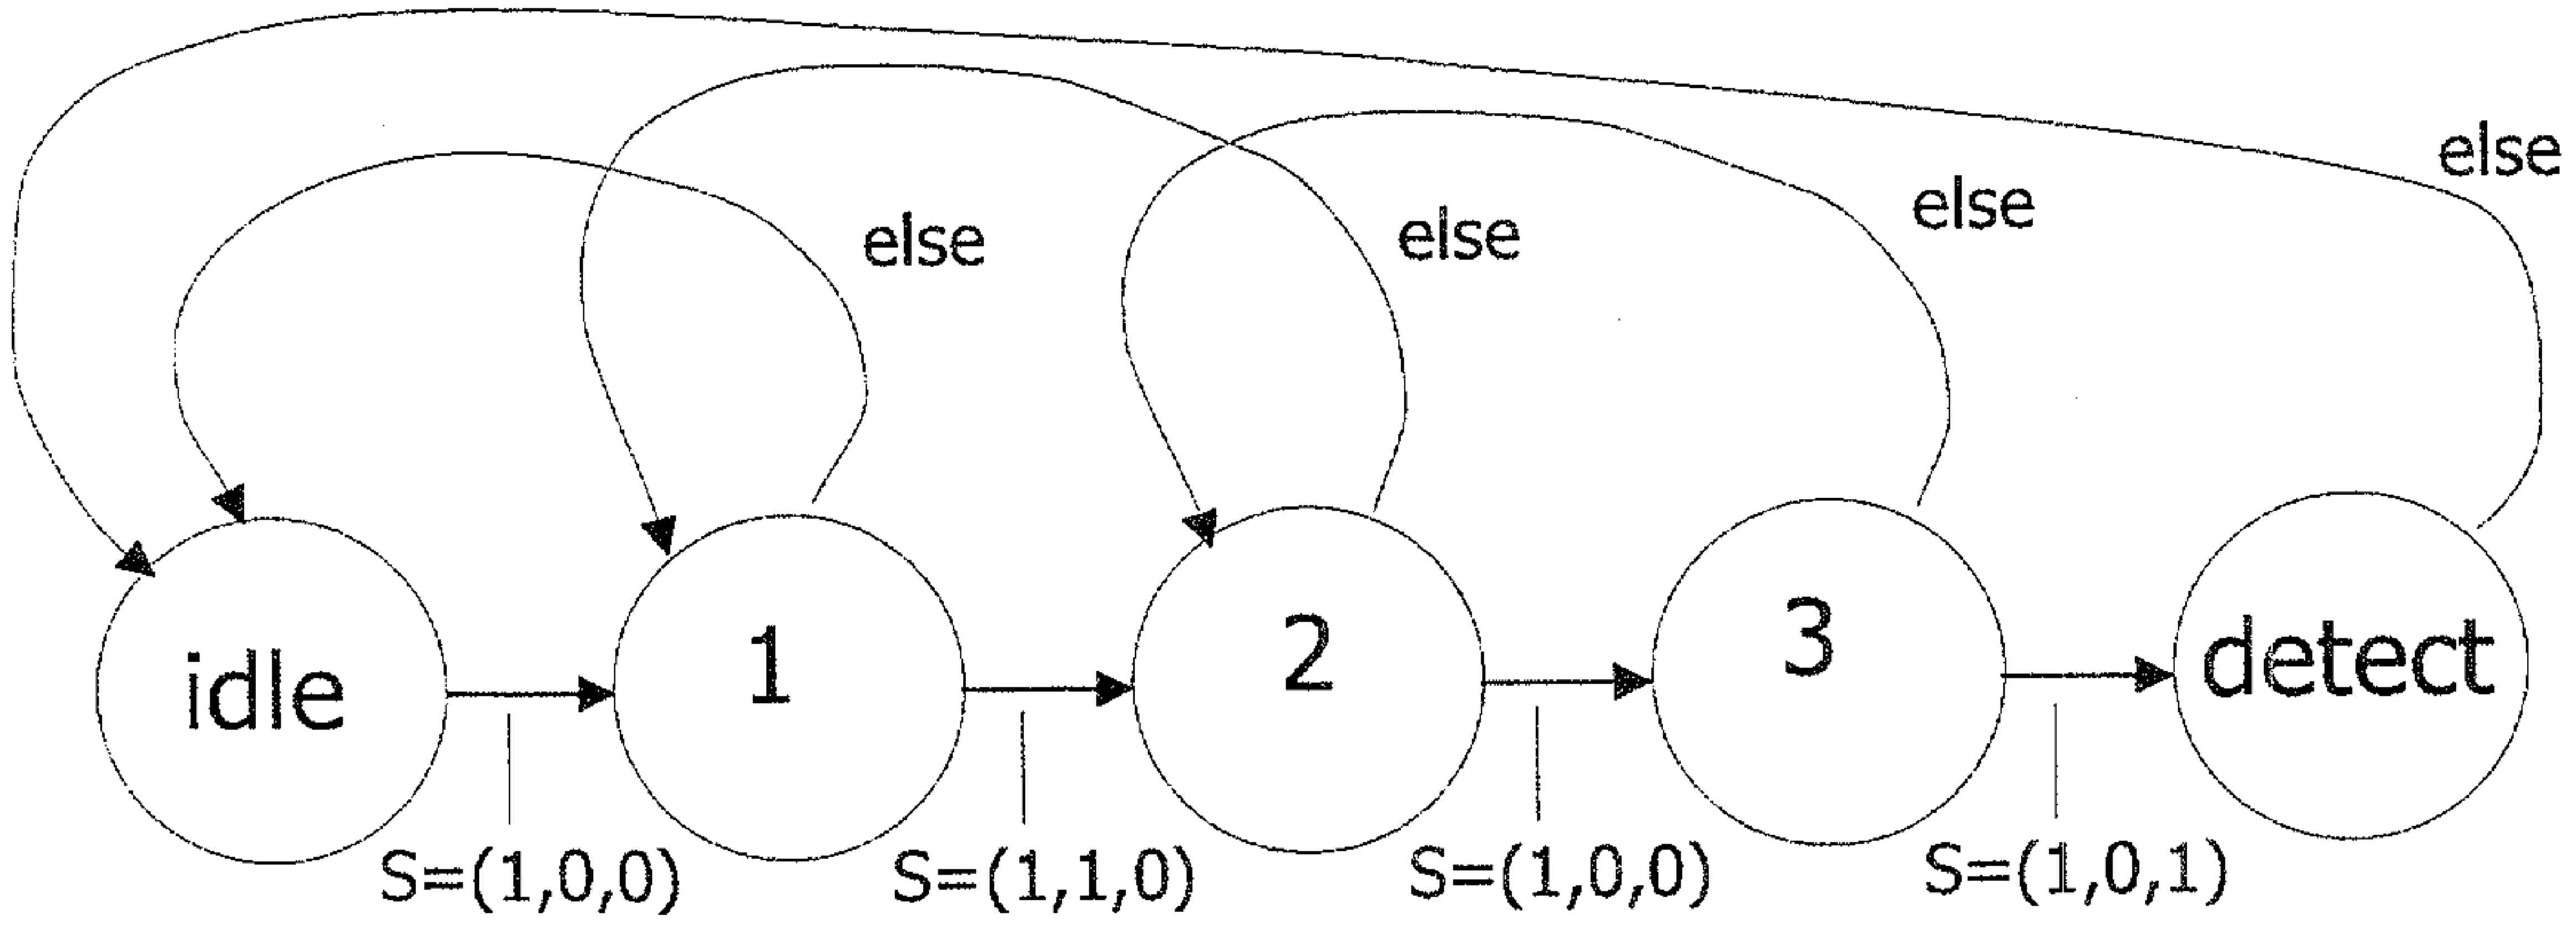 else
else
else
else
idle
1
2
3
detect
S=(1,0,0)
S=(1,1,0)
S=(1,0,0)
S=(1,0,1)